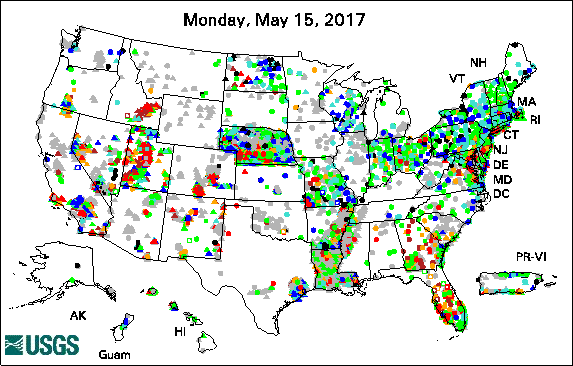 Monday, May 15, 2017
NH
VT
MA
RI
CT
NJ
DE
MD
DC
PR-VI
AK
HI
Guam
USGS